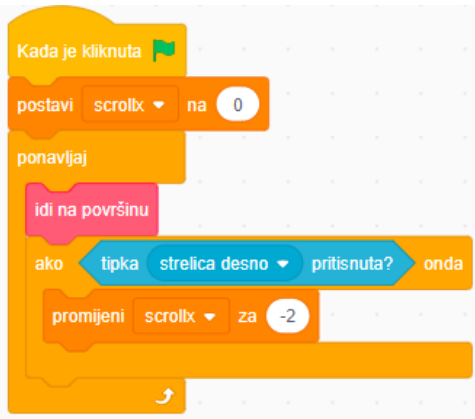 Kada je kliknuta
postavi scrollx na 0
ponavljaj
idi na površinu
ako tipka strelica desno pritisnuta? onda
promijeni scrollx za -2